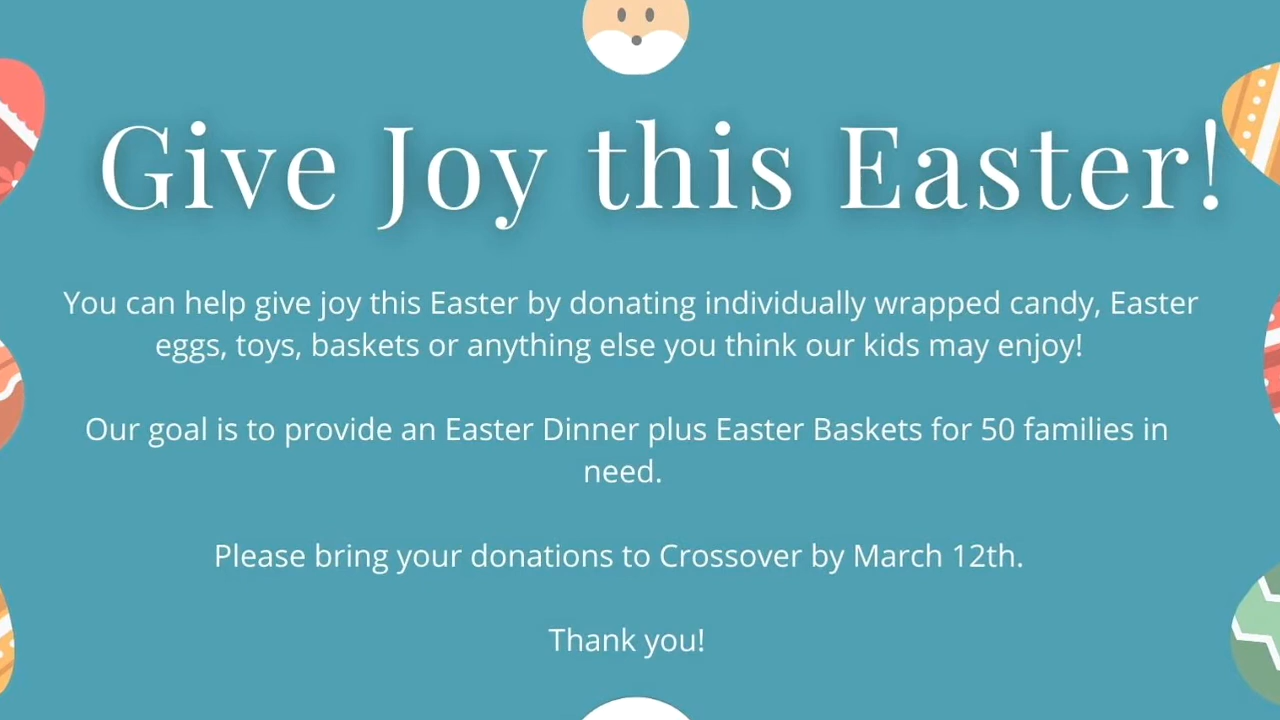 Give Joy this Easter!
You can help give joy this Easter by donating individually wrapped candy, Easter
eggs, toys, baskets or anything else you think our kids may enjoy!
Our goal is to provide an Easter Dinner plus Easter Baskets for 50 families in
need.
Please bring your donations to Crossover by March 12th.
Thank you!